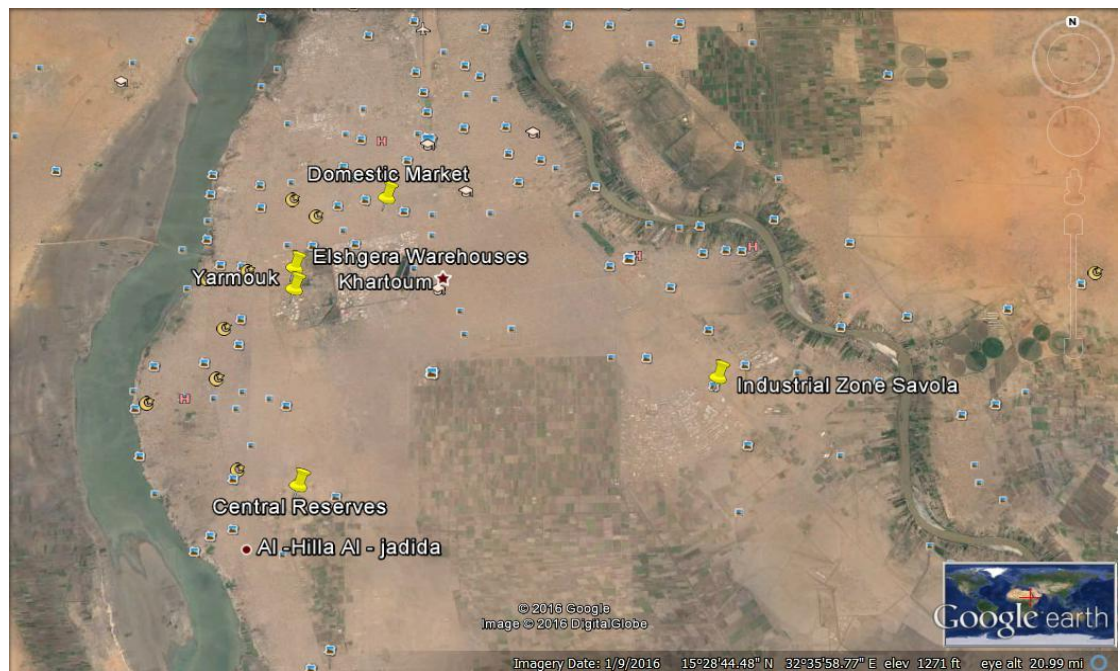 N
H
Domestic Market
Elshgera Warehouses
Yarmouk
Khartoum
H
H
Industrial Zone Savola
H
Central Reserves
Al -Hilla Al - jadida
© 2016 Google
Image © 2016 DigitalGlobe
Google earth
Imagery Date: 1/9/2016 15°28'44.48" N 32°35'58.77" E elev 1271 ft eye alt 20.99 mi